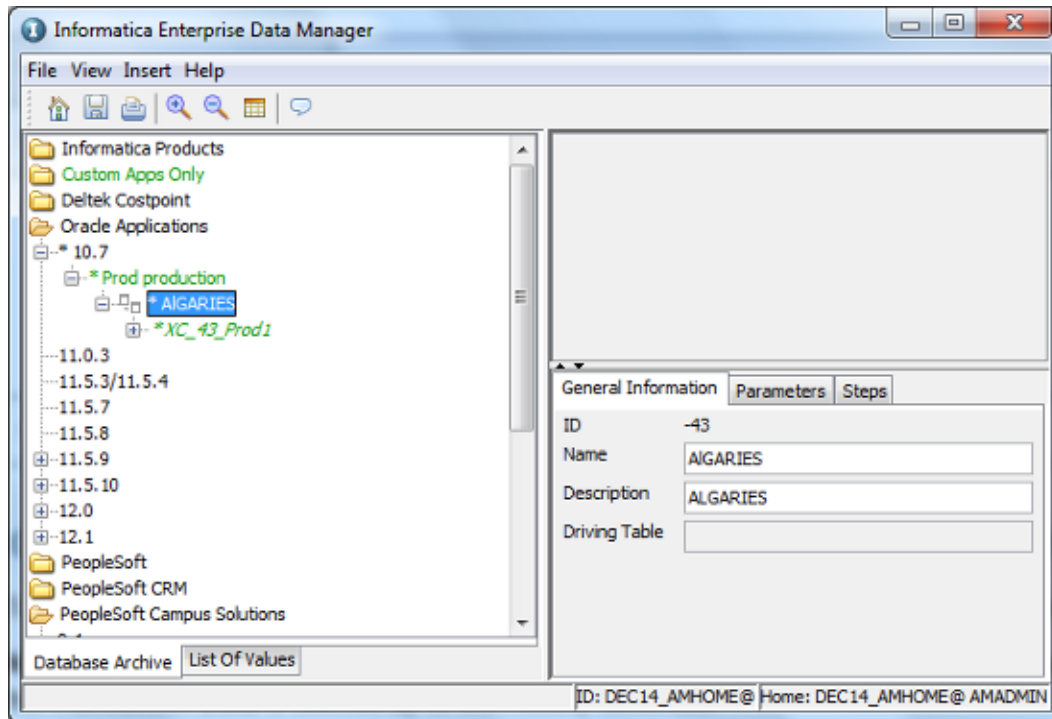 Informatica Enterprise Data Manager
File View Insert Help
Informatica Products
Custom Apps Only
Deltek Costpoint
Oracle Applications
* 10.7
* Prod production
* AlGARIES
* XC_43_Prod1
11.0.3
11.5.3/11.5.4
11.5.7
11.5.8
11.5.9
11.5.10
12.0
12.1
PeopleSoft
PeopleSoft CRM
PeopleSoft Campus Solutions
Database Archive List Of Values
General Information Parameters Steps
ID -43
Name AlGARIES
Description ALGARIES
Driving Table
ID: DEC14_AMHOME@ Home: DEC14_AMHOME@ AMADMIN